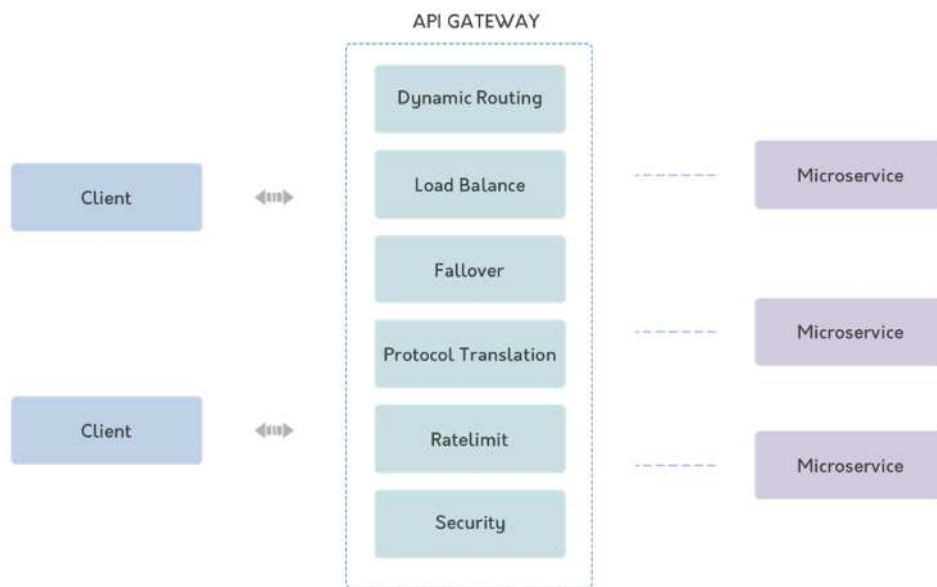 API GATEWAY
Dynamic Routing
Load Balance
Fallover
Protocol Translation
Ratelimit
Security
Client
Client
Microservice
Microservice
Microservice